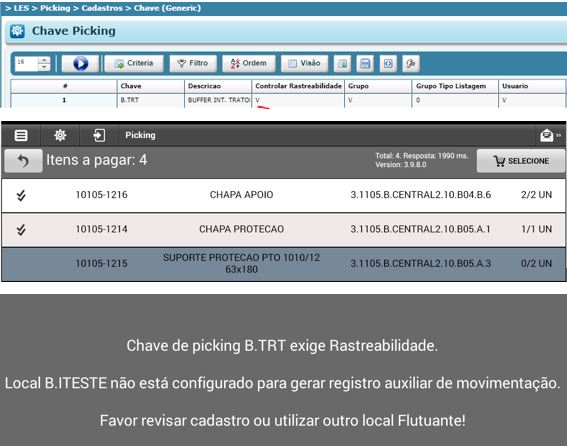 > LES > Picking > Cadastros > Chave (Generic)
Chave Picking
16 Criteria Filtro Ordem Visão
# Chave Descricao Controlar Rastreabilidade Grupo Grupo Tipo Listagem Usuario
1 B.TRT BUFFER INT. TRATOR V V 0 V
Picking
Itens a pagar: 4
Total: 4. Resposta: 1990 ms.
Version: 3.9.8.0
SELECIONE
10105-1216 CHAPA APOIO 3.1105.B.CENTRAL2.10.B04.B.6 2/2 UN
10105-1214 CHAPA PROTECAO 3.1105.B.CENTRAL2.10.B05.A.1 1/1 UN
10105-1215 SUPORTE PROTECAO PTO 1010/12 3.1105.B.CENTRAL2.10.B05.A.3 0/2 UN
63x180
Chave de picking B.TRT exige Rastreabilidade.
Local B.ITESTE não está configurado para gerar registro auxiliar de movimentação.
Favor revisar cadastro ou utilizar outro local Flutuante!